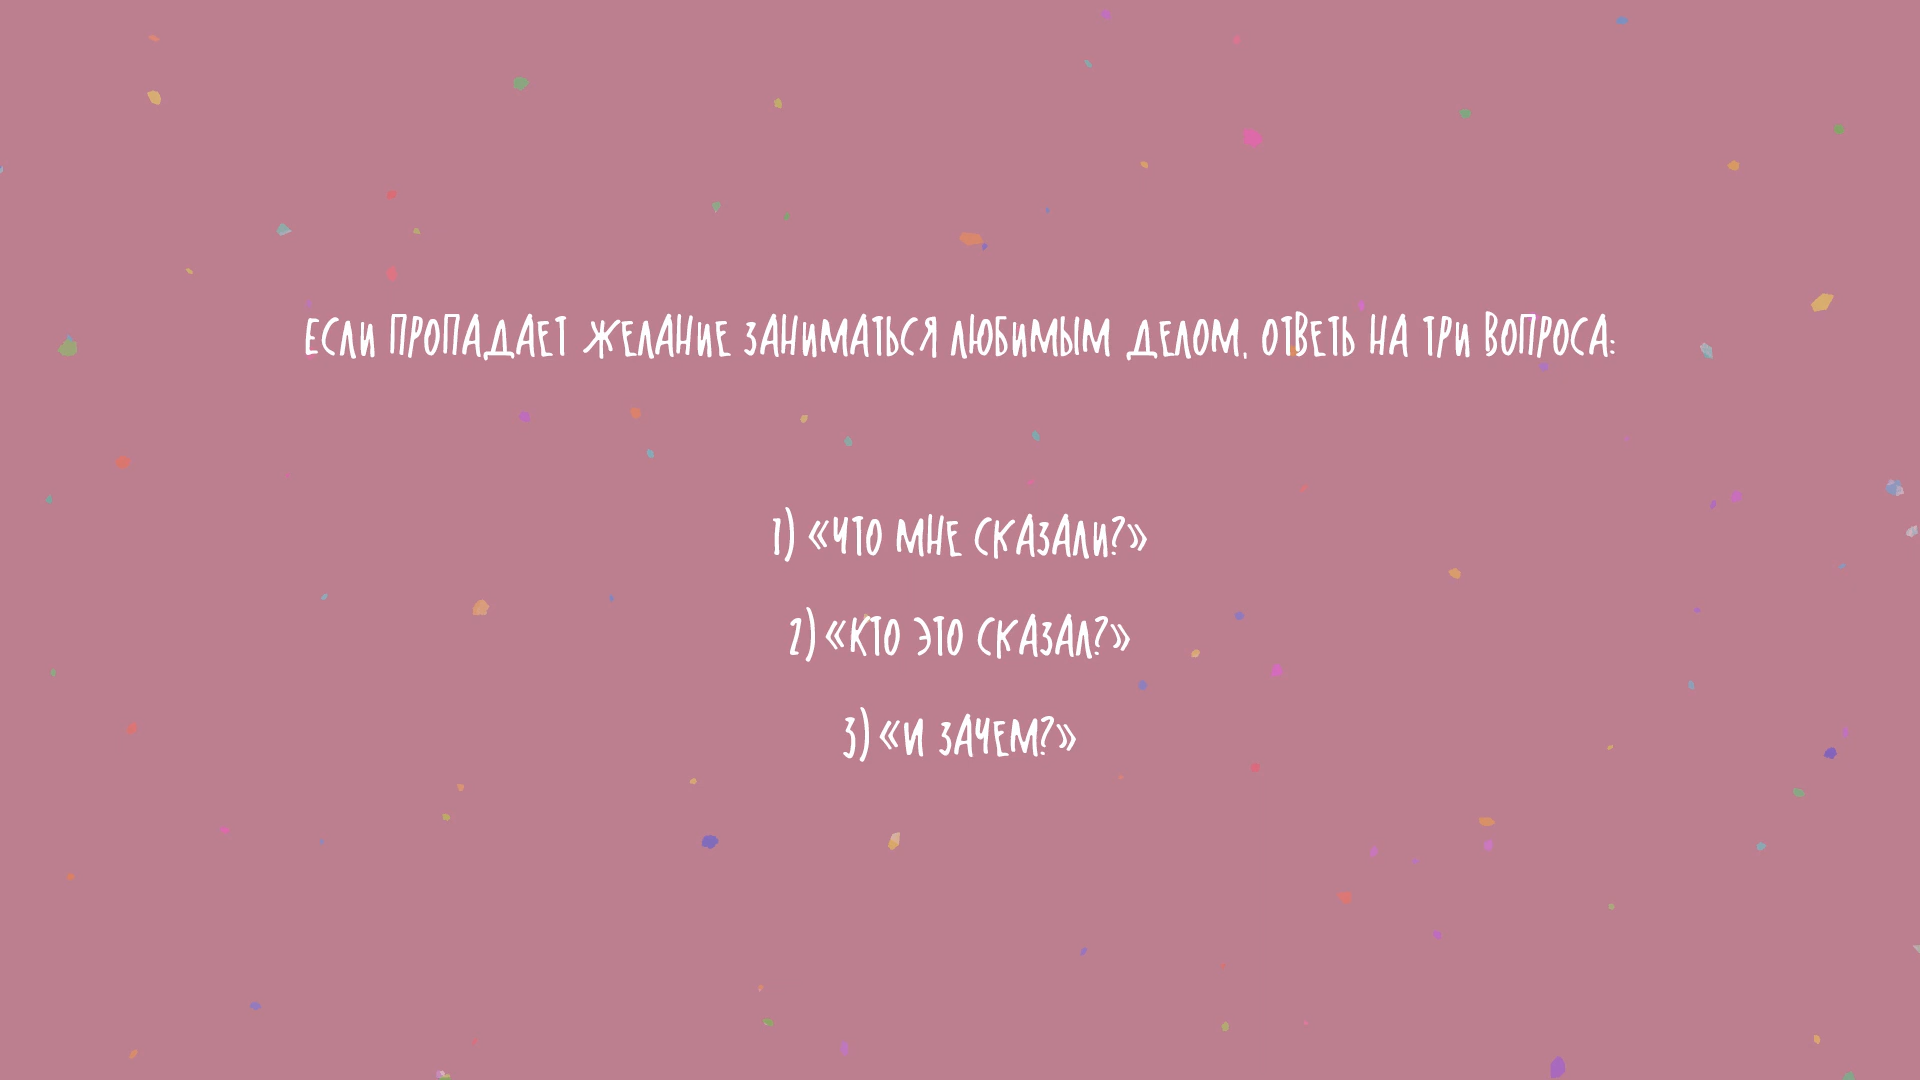 ЕСЛИ ПРОПАДАЕТ ЖЕЛАНИЕ ЗАНИМАТЬСЯ ЛЮБИМЫМ ДЕЛОМ, ОТВЕТЬ НА ТРИ ВОПРОСА:
1) «ЧТО МНЕ СКАЗАЛИ?»
2) «КТО ЭТО СКАЗАЛ?»
3) «И ЗАЧЕМ?»